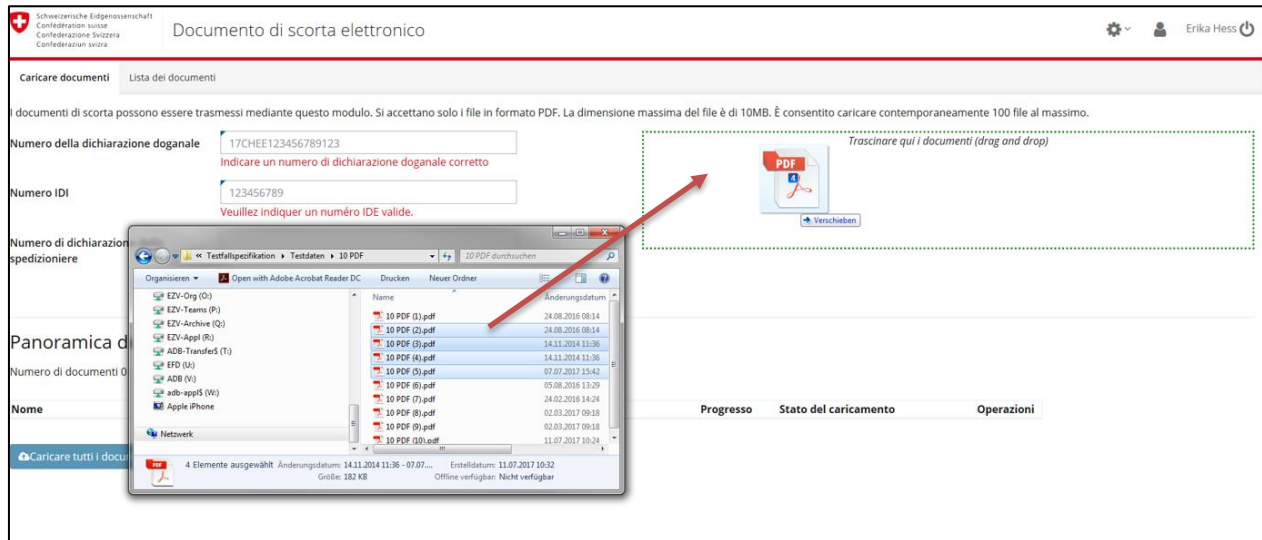 Schweizerische Eidgenossenschaft
Confédération suisse
Confederazione Svizzera
Confederaziun svizra
Documento di scorta elettronico
Erika Hess
Caricare documenti Lista dei documenti
I documenti di scorta possono essere trasmessi mediante questo modulo. Si accettano solo i file in formato PDF. La dimensione massima del file è di 10MB. È consentito caricare contemporaneamente 100 file al massimo.
Numero della dichiarazione doganale 17CHEE123456789123
Indicare un numero di dichiarazione doganale corretto
Trascinare qui i documenti (drag and drop)
PDF
4
Verschieben
Numero IDI 123456789
Veuillez indiquer un numéro IDE valide.
Numero di dichiarazion
spedizioniere
« Testfallspezifikation Testdaten 10 PDF 10 PDF durchsuchen
Organisieren Open with Adobe Acrobat Reader DC Drucken Neuer Ordner
EZV-Org (O:)
EZV-Teams (P:)
EZV-Archive (Q:)
EZV-Appl (R:)
ADB-Transfer$ (T:)
EFD (U:)
ADB (V:)
adb-appl$ (W:)
Apple iPhone
Netzwerk
Name Änderungsdatum
10 PDF (1).pdf 24.08.2016 08:14
10 PDF (2).pdf 24.08.2016 08:14
10 PDF (3).pdf 14.11.2014 11:36
10 PDF (4).pdf 14.11.2014 11:36
10 PDF (5).pdf 07.07.2017 15:42
10 PDF (6).pdf 05.08.2016 13:29
10 PDF (7).pdf 24.02.2016 14:24
10 PDF (8).pdf 02.03.2017 09:18
10 PDF (9).pdf 02.03.2017 09:18
10 PDF (10).pdf 11.07.2017 10:24
PDF
4 Elemente ausgewählt Änderungsdatum: 14.11.2014 11:36 - 07.07.... Erstelldatum: 11.07.2017 10:32
Größe: 182 KB Offline verfügbar: Nicht verfügbar
Panoramica d
Numero di documenti 0
Nome Progresso Stato del caricamento Operazioni
Caricare tutti i docu